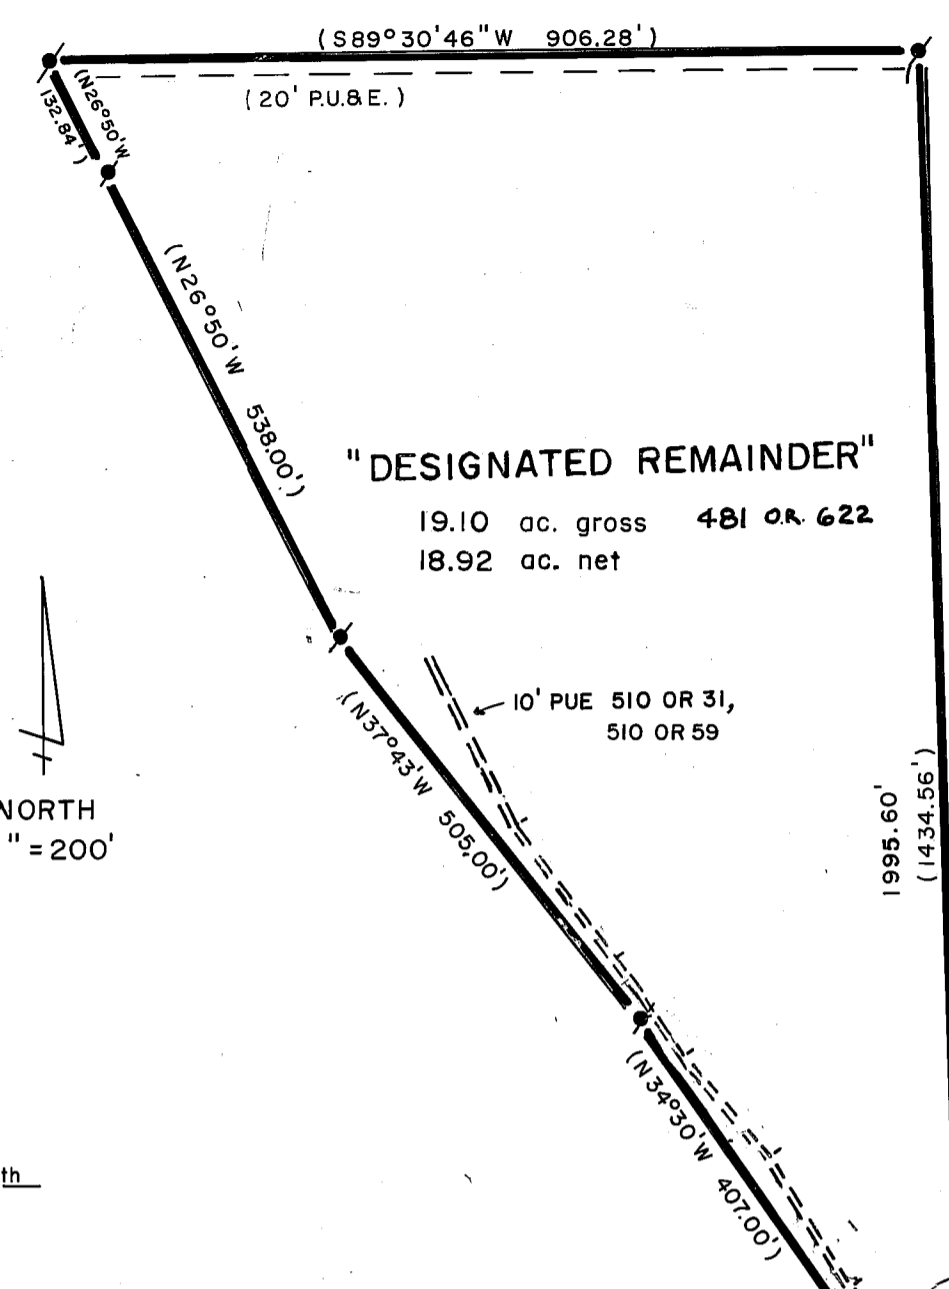 (S89°30'46"W 906.28')
(N26°50'W
132.84')
(20' P.U.& E.)
(N26°50'W 538.00')
"DESIGNATED REMAINDER"
19.10 ac. gross 481 O.R. 622
18.92 ac. net
10' PUE 510 OR 31,
510 OR 59
(N37°43'W 505.00')
NORTH
" = 200'
1995.60'
(1434.56')
(N34°30'W 407.00')
th